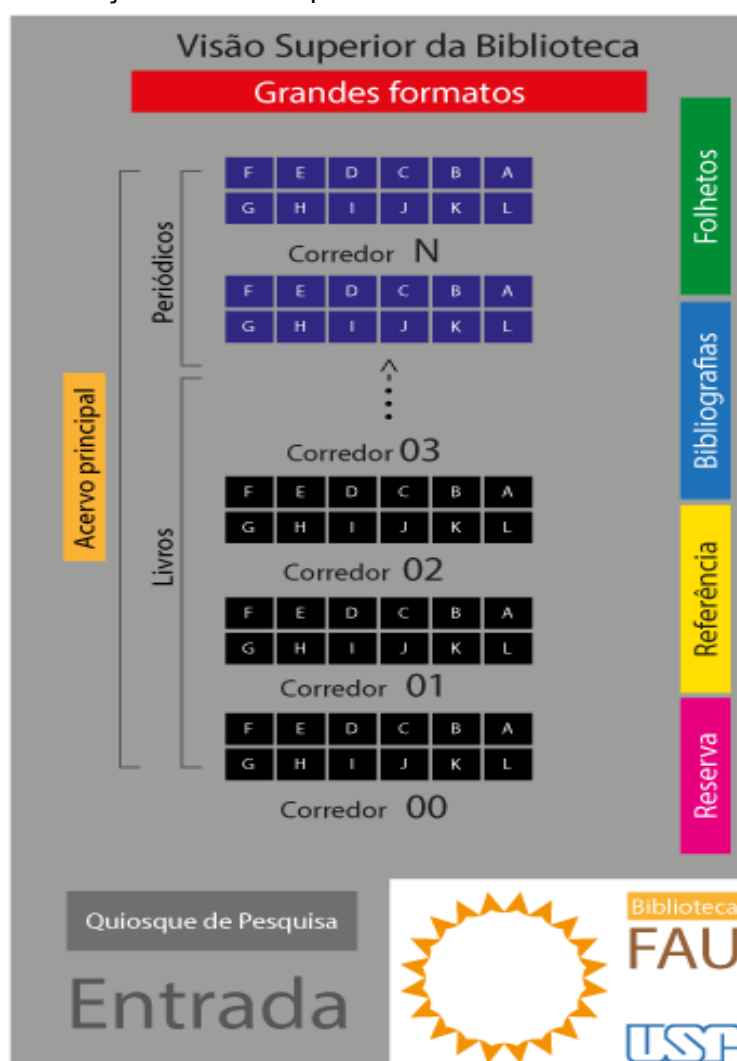 Visão Superior da Biblioteca
Grandes formatos
Acervo principal
Periódicos
F E D C B A
G H I J K L
Corredor N
F E D C B A
G H I J K L
Livros
Corredor 03
F E D C B A
G H I J K L
Corredor 02
F E D C B A
G H I J K L
Corredor 01
F E D C B A
G H I J K L
Corredor 00
Folhetos
Bibliografias
Referência
Reserva
Quiosque de Pesquisa
Entrada
Biblioteca
FAU
USP